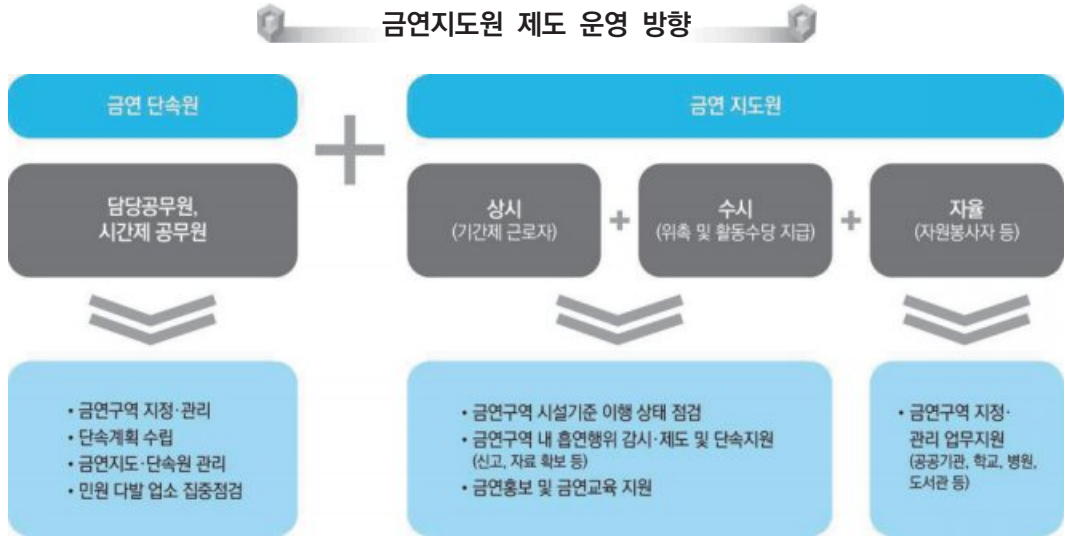 금연지도원 제도 운영 방향
금연 단속원
+
금연 지도원
담당공무원,
시간제 공무원
상시
(기간제 근로자)
+
수시
(위촉 및 활동수당 지급)
+
자율
(자원봉사자 등)
• 금연구역 지정·관리
• 단속계획 수립
• 금연지도·단속원 관리
• 민원 다발 업소 집중점검
• 금연구역 시설기준 이행 상태 점검
• 금연구역 내 흡연행위 감시·제도 및 단속지원
(신고, 자료 확보 등)
• 금연홍보 및 금연교육 지원
• 금연구역 지정·
관리 업무지원
(공공기관, 학교, 병원,
도서관 등)